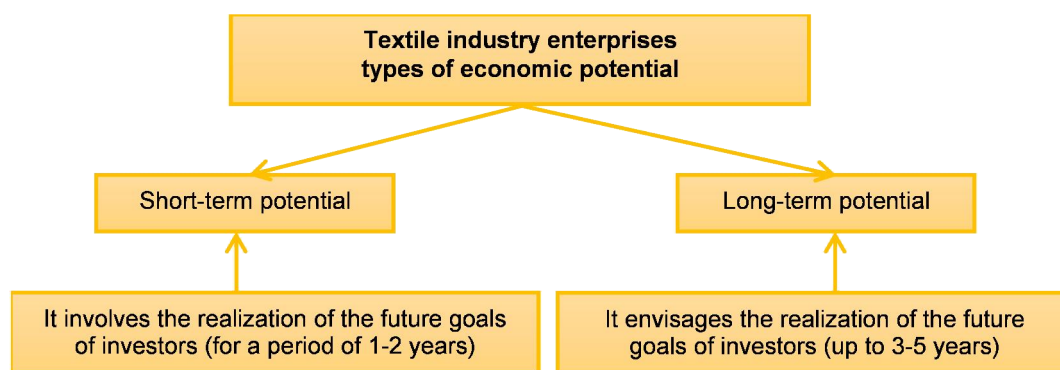 Textile industry enterprises
types of economic potential
Short-term potential
Long-term potential
It involves the realization of the future goals
of investors (for a period of 1-2 years)
It envisages the realization of the future
goals of investors (up to 3-5 years)